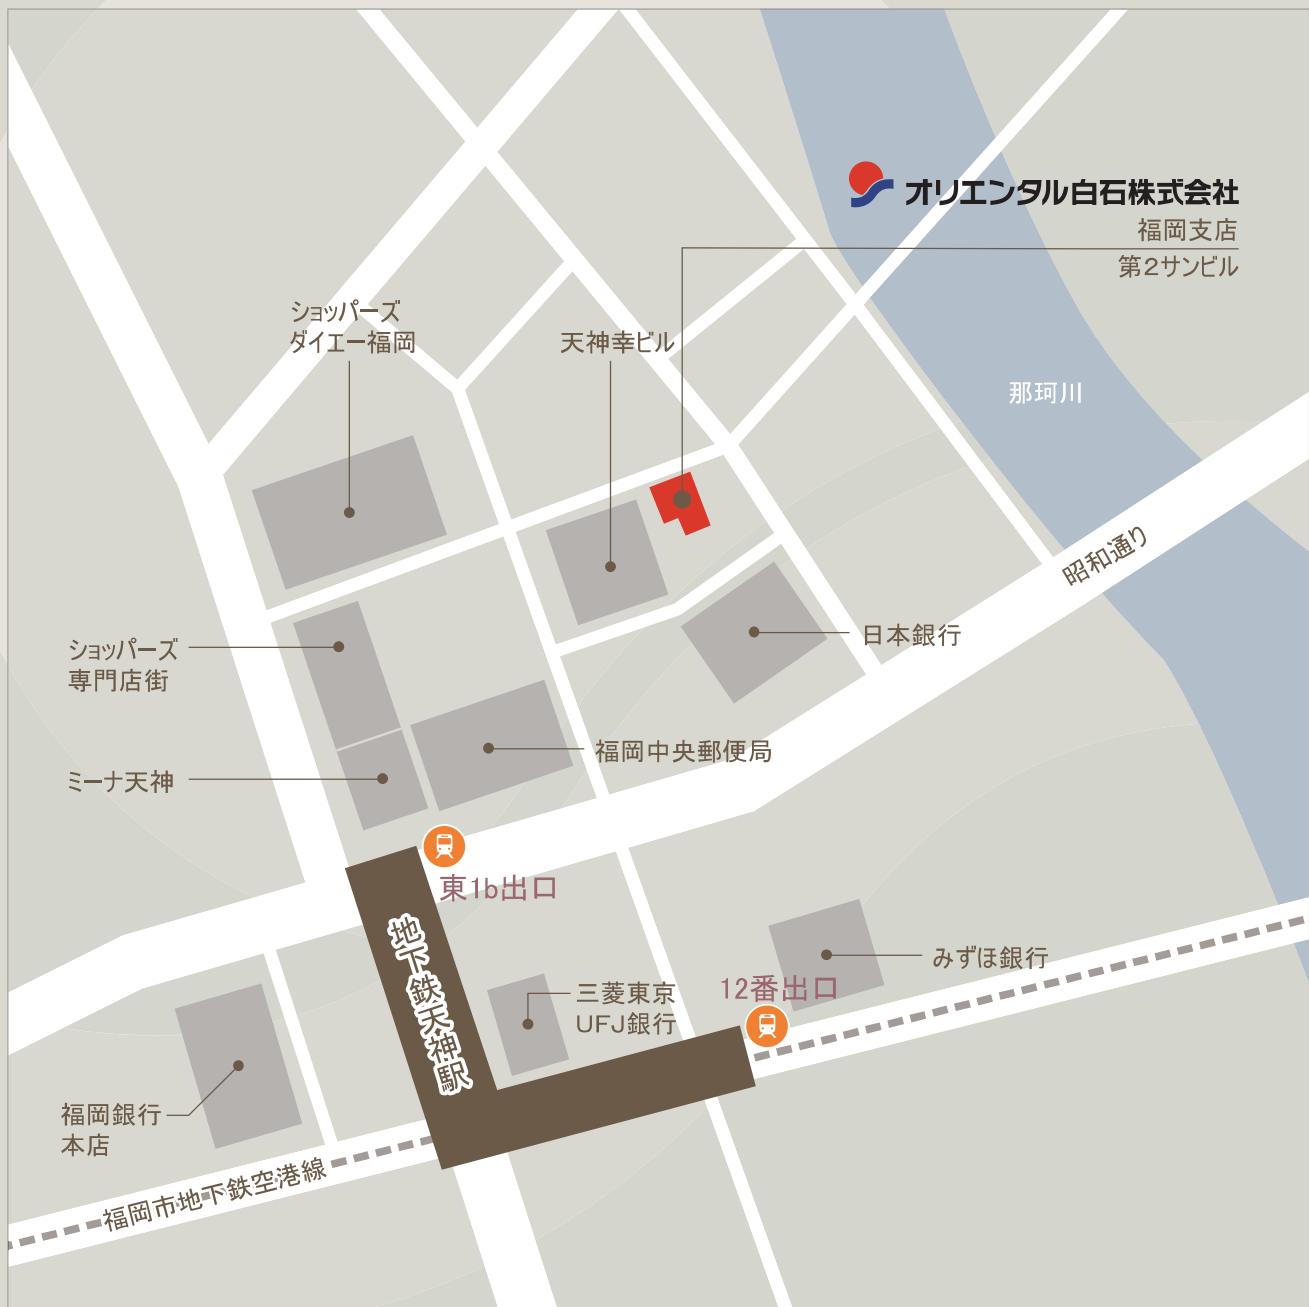 オリエンタル白石株式会社
福岡支店
第2サンビル
ショッパーズ
ダイエー福岡
天神幸ビル
那珂川
昭和通り
日本銀行
ショッパーズ
専門店街
福岡中央郵便局
ミーナ天神
東1b出口
地下鉄天神駅
みずほ銀行
12番出口
三菱東京
UFJ銀行
福岡銀行
本店
福岡市地下鉄空港線